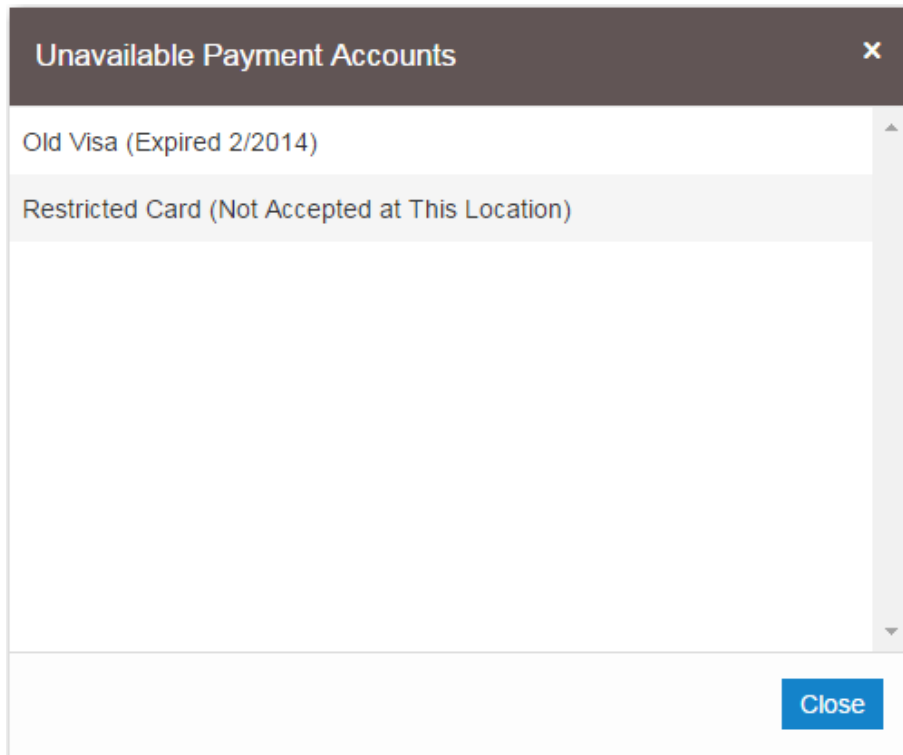 Unavailable Payment Accounts ×
Old Visa (Expired 2/2014)
Restricted Card (Not Accepted at This Location)
Close